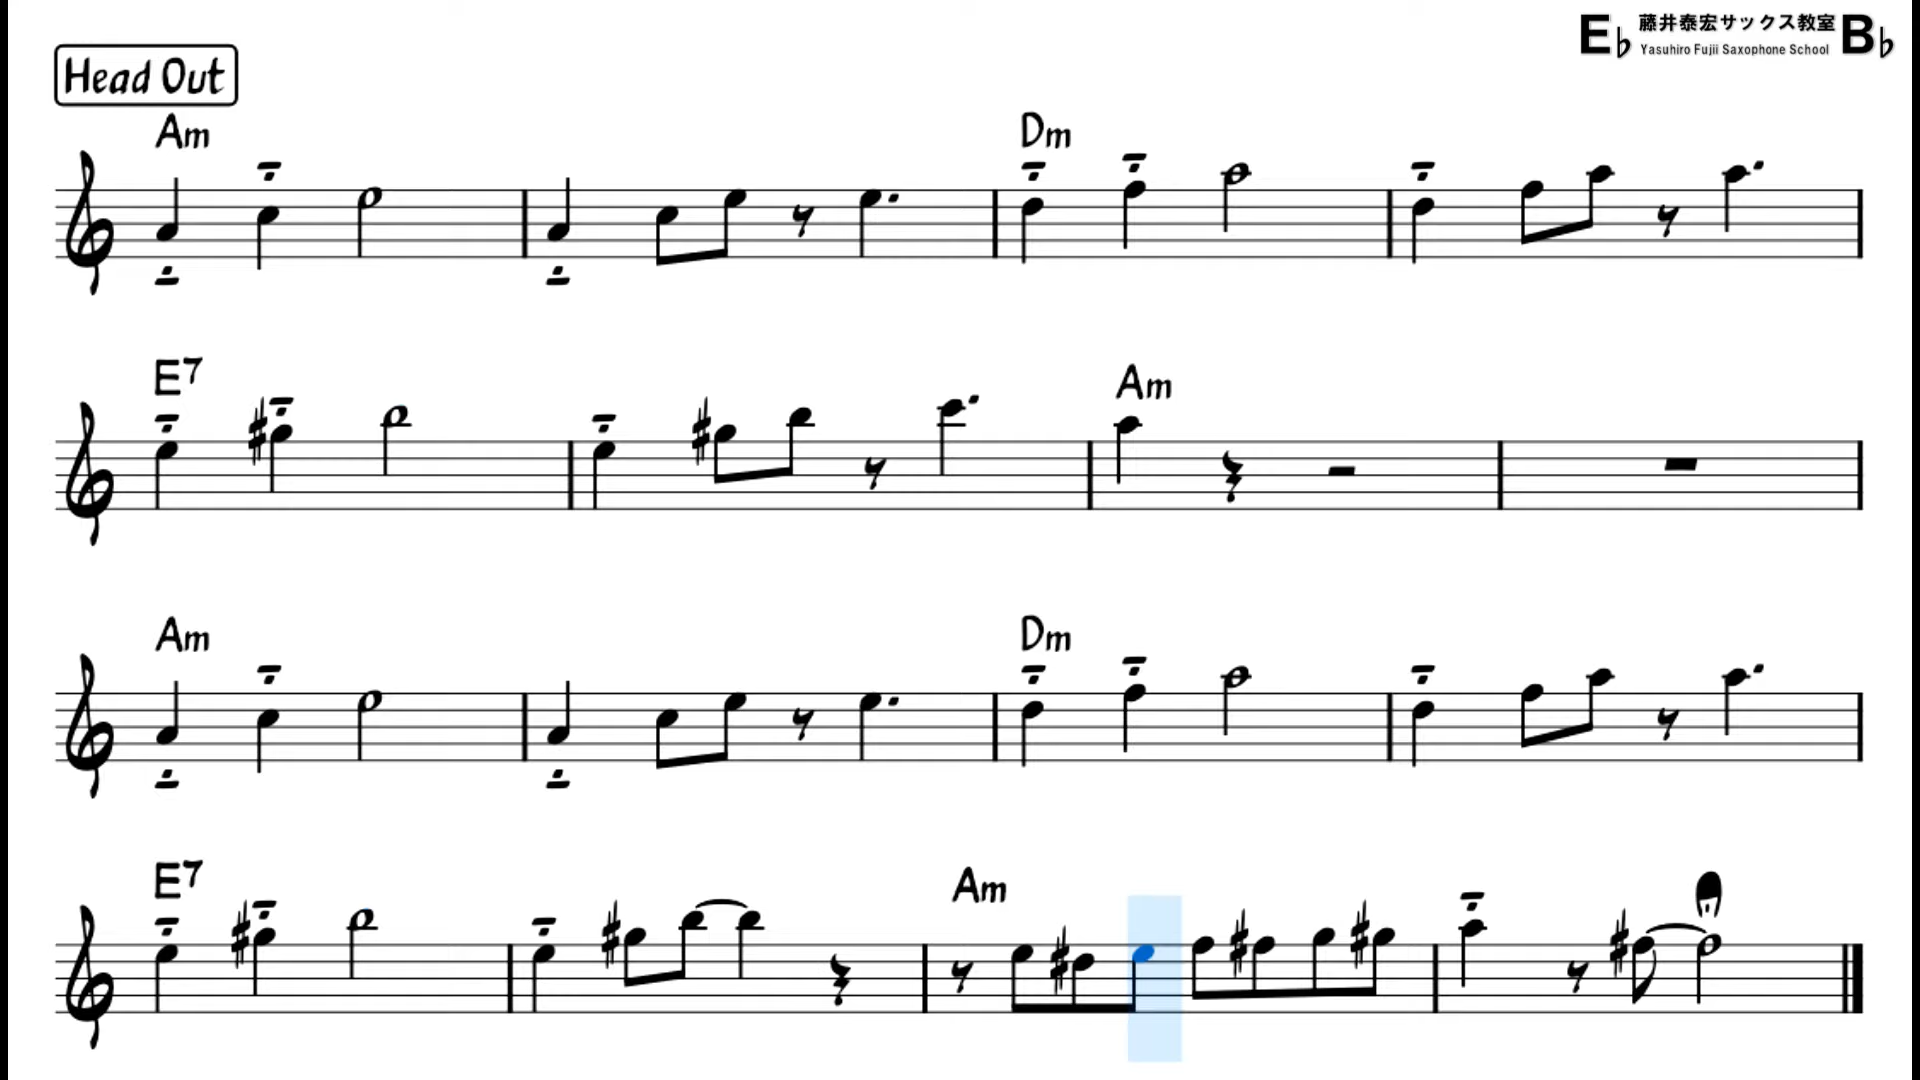 E♭ 藤井泰宏サックス教室 B♭
Yasuhiro Fujii Saxophone School
Head Out
Am Dm
E7 Am
Am Dm
E7 Am